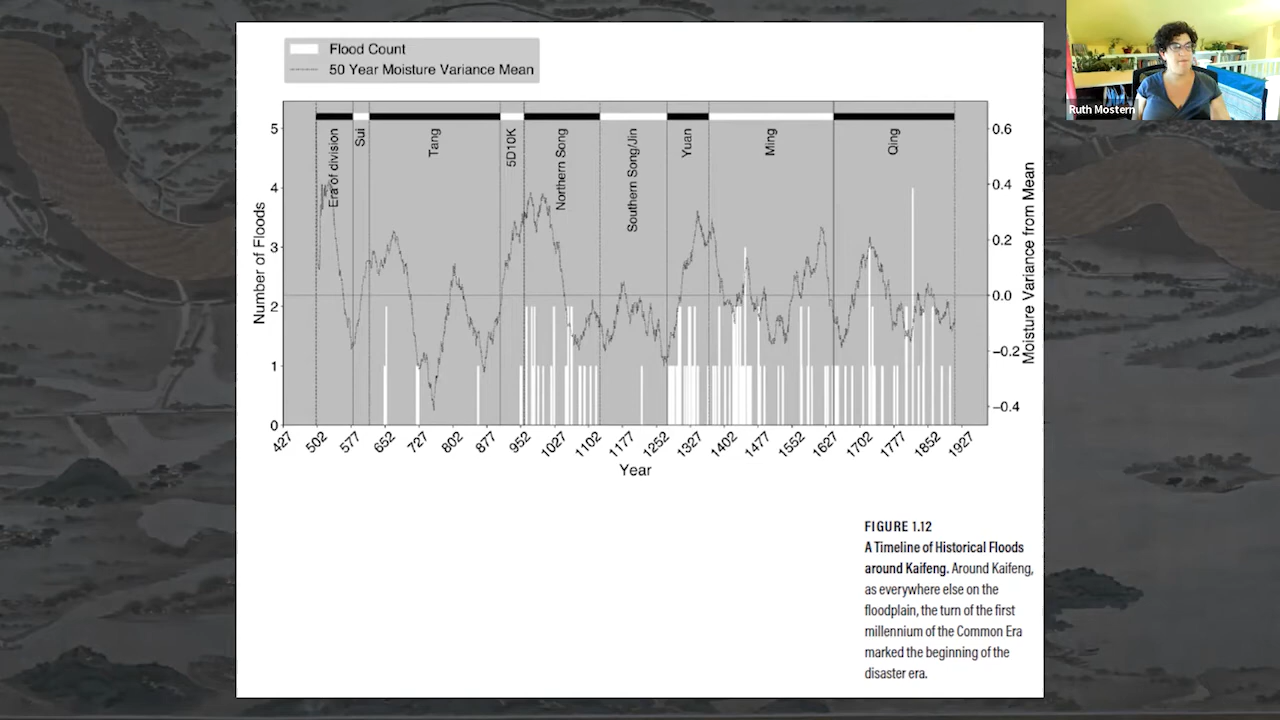 Flood Count
50 Year Moisture Variance Mean
Ruth Mostern
Era of division
Sui
Tang
5D10K
Northern Song
Southern Song/Jin
Yuan
Ming
Qing
Number of Floods
5
4
3
2
1
0
0.6
0.4
0.2
0.0
−0.2
−0.4
Moisture Variance from Mean
427 502 577 652 727 802 877 952 1027 1102 1177 1252 1327 1402 1477 1552 1627 1702 1777 1852 1927
Year
FIGURE 1.12
A Timeline of Historical Floods
around Kaifeng. Around Kaifeng,
as everywhere else on the
floodplain, the turn of the first
millennium of the Common Era
marked the beginning of the
disaster era.